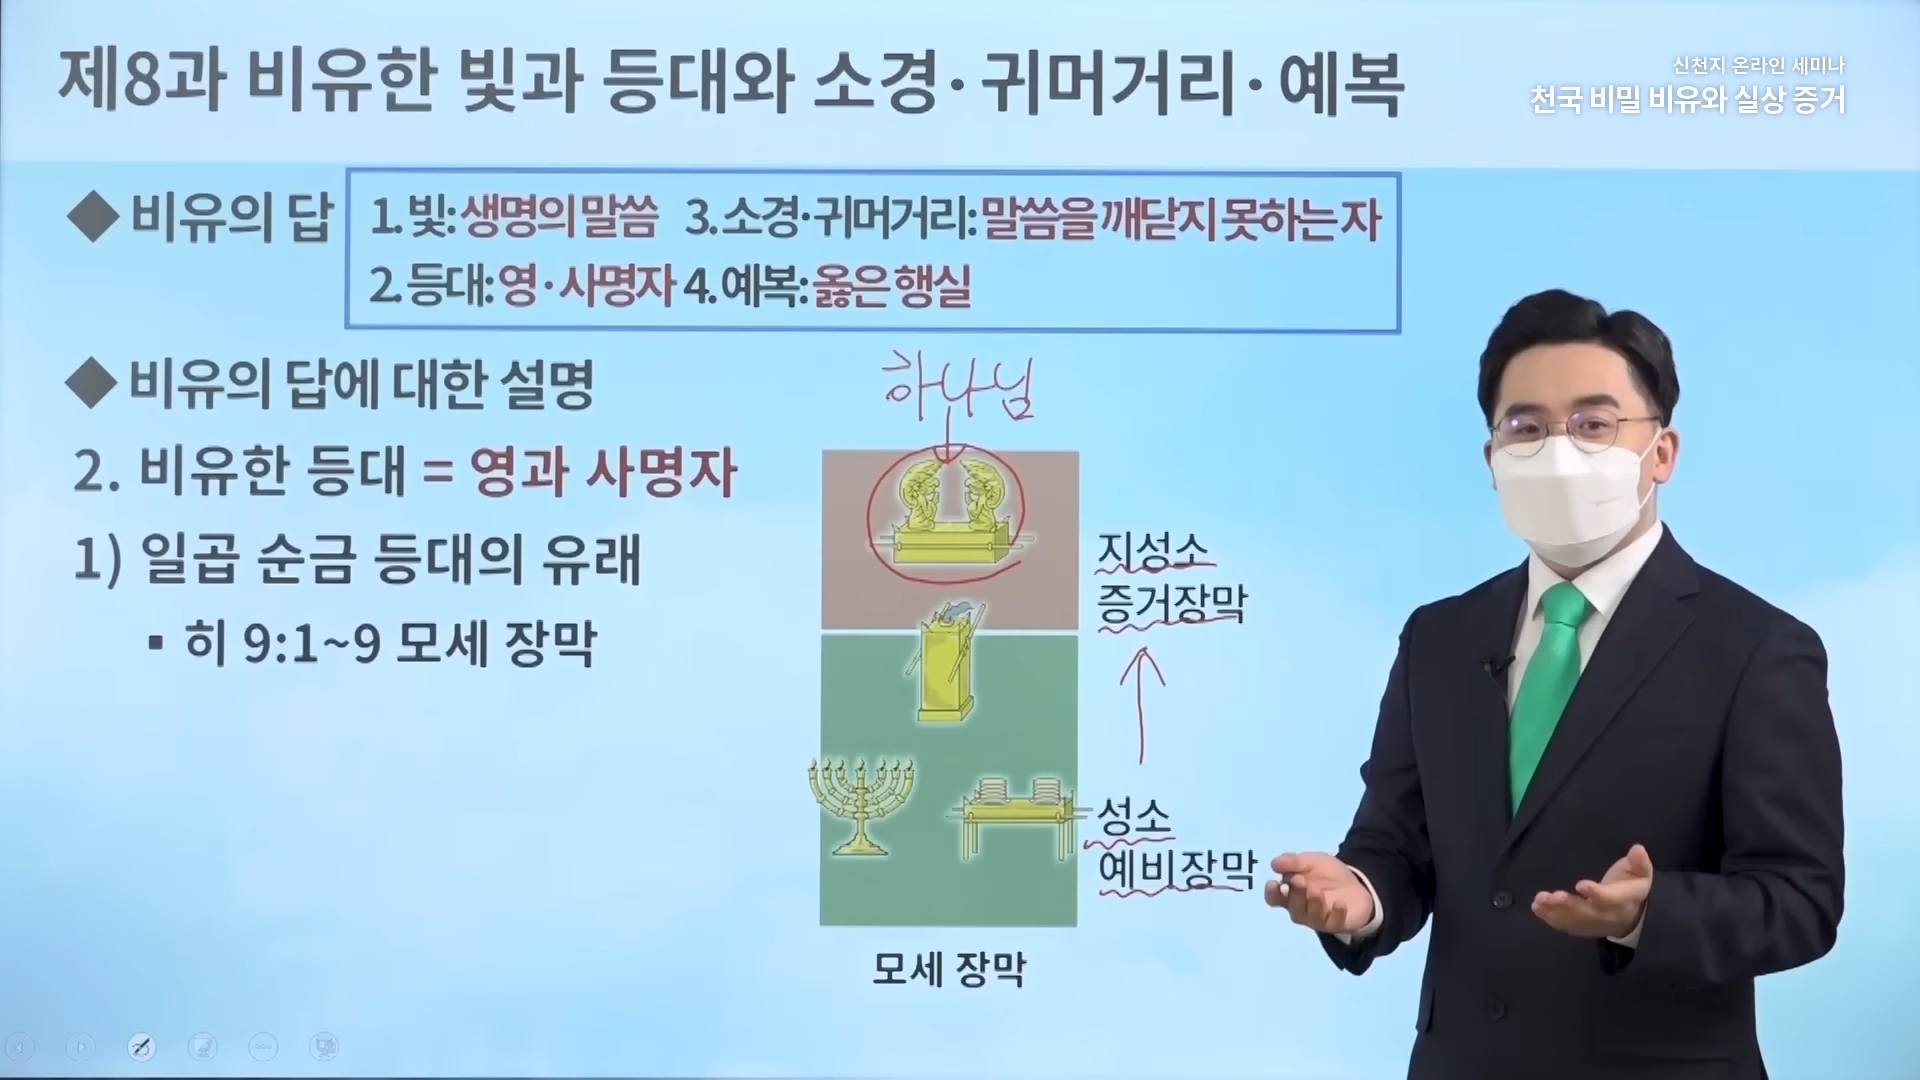 제8과 비유한 빛과 등대와 소경·귀머거리·예복
신천지 온라인 세미나
천국 비밀 비유와 실상 증거
◆ 비유의 답
1. 빛: 생명의 말씀 3. 소경·귀머거리: 말씀을 깨닫지 못하는 자
2. 등대: 영·사명자 4. 예복: 옳은 행실
◆ 비유의 답에 대한 설명
2. 비유한 등대 = 영과 사명자
1) 일곱 순금 등대의 유래
▪ 히 9:1~9 모세 장막
하나님
지성소
증거장막
성소
예비장막
모세 장막